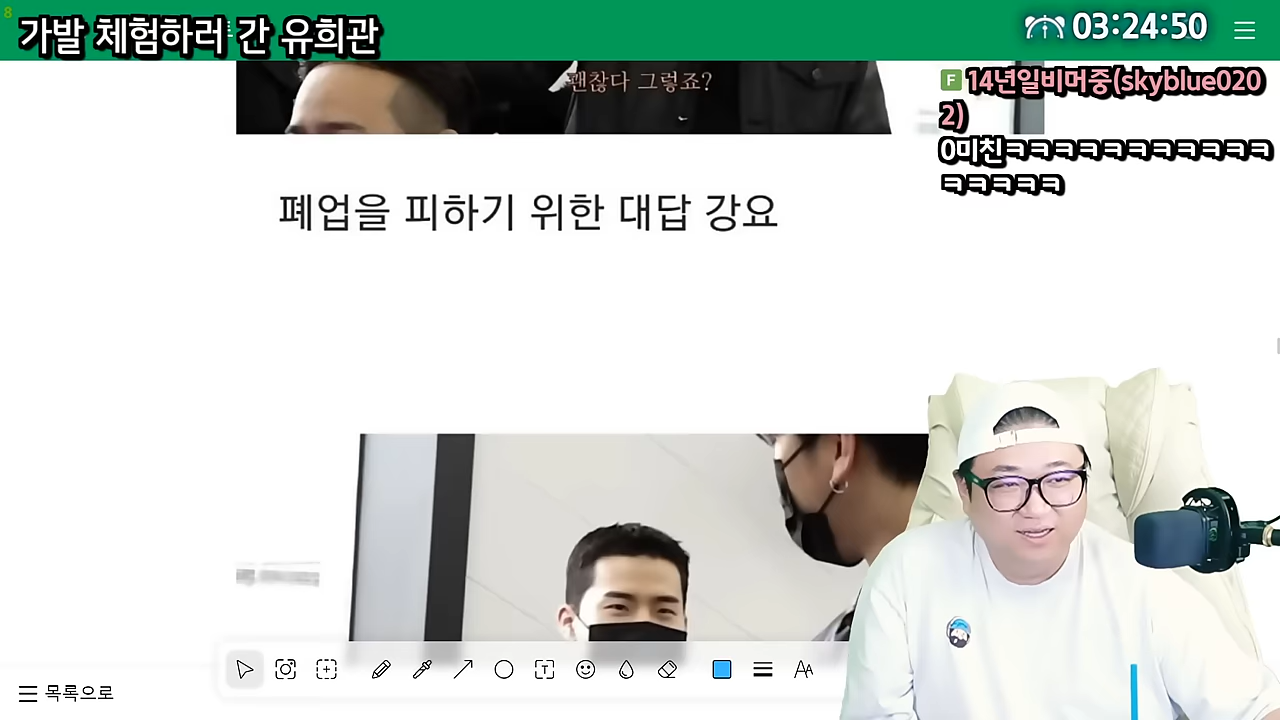 8
가발 체험하러 간 유희관
03:24:50
괜찮다 그렇죠?
F 14년일비머중(skyblue020
2)
0미친ㅋㅋㅋㅋㅋㅋㅋㅋㅋㅋㅋ
ㅋㅋㅋㅋㅋ
폐업을 피하기 위한 대답 강요
T
AA
목록으로